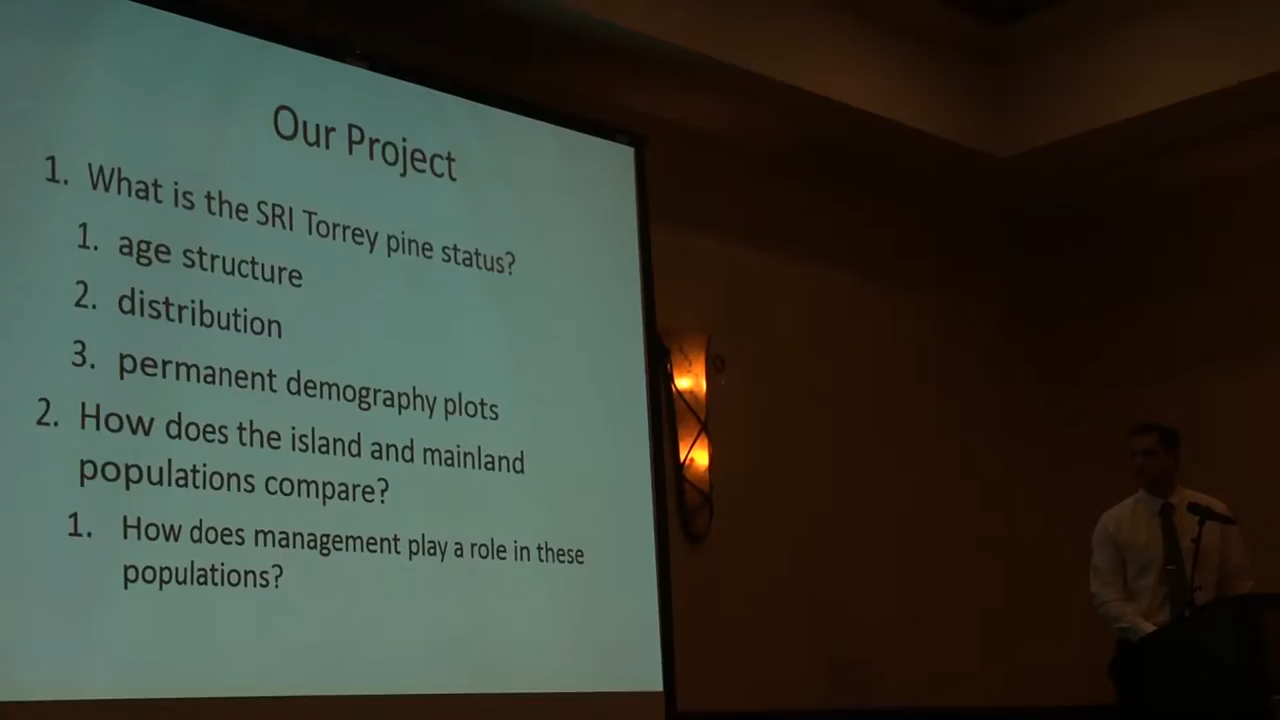 Our Project
1. What is the SRI Torrey pine status?
1. age structure
2. distribution
3. permanent demography plots
2. How does the island and mainland
populations compare?
1. How does management play a role in these
populations?